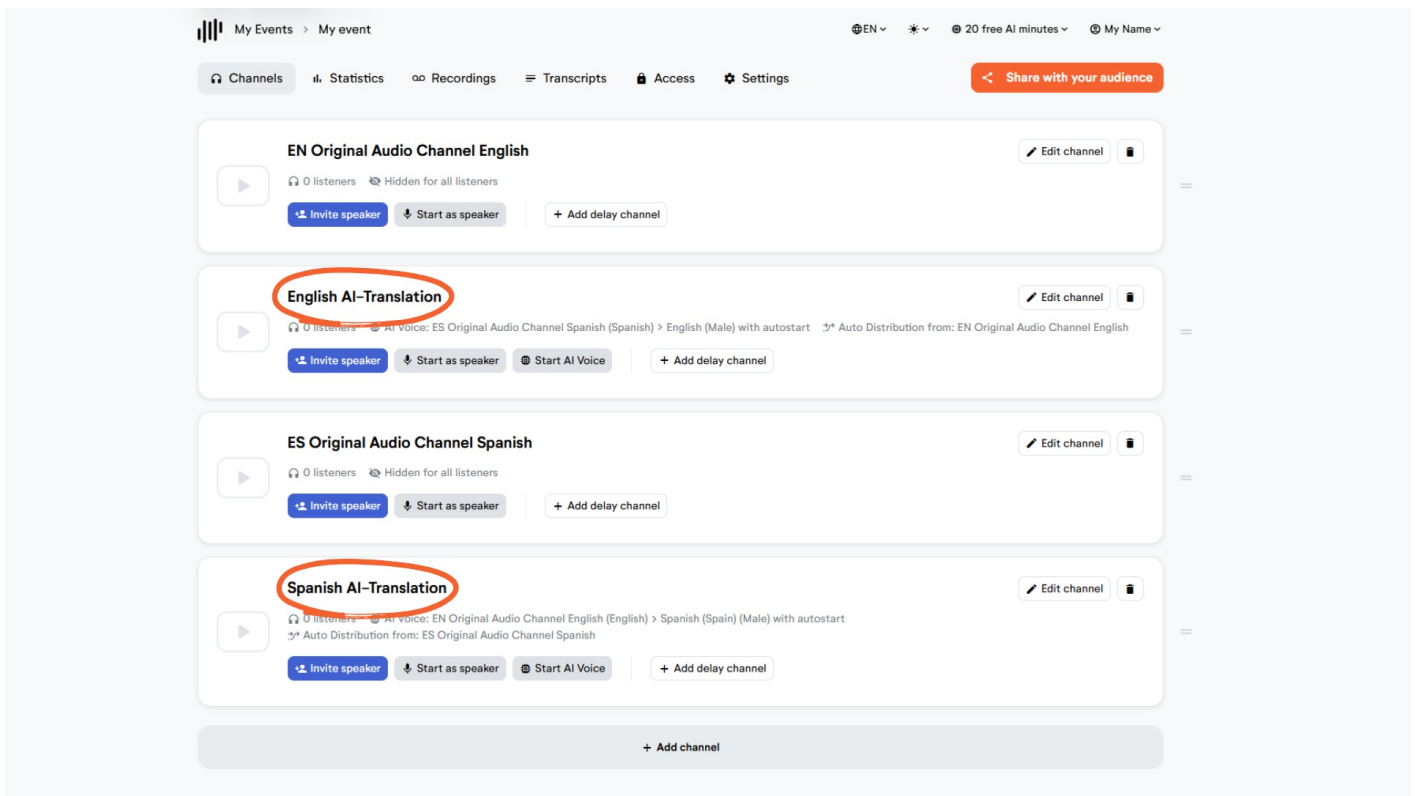 My Events > My event
EN
20 free AI minutes
My Name
Channels
Statistics
Recordings
Transcripts
Access
Settings
Share with your audience
EN Original Audio Channel English
Edit channel
0 listeners Hidden for all listeners
Invite speaker
Start as speaker
+ Add delay channel
English AI-Translation
Edit channel
0 listeners AI Voice: ES Original Audio Channel Spanish (Spanish) > English (Male) with autostart Auto Distribution from: EN Original Audio Channel English
Invite speaker
Start as speaker
Start AI Voice
+ Add delay channel
ES Original Audio Channel Spanish
Edit channel
0 listeners Hidden for all listeners
Invite speaker
Start as speaker
+ Add delay channel
Spanish AI-Translation
Edit channel
0 listeners AI Voice: EN Original Audio Channel English (English) > Spanish (Spain) (Male) with autostart
Auto Distribution from: ES Original Audio Channel Spanish
Invite speaker
Start as speaker
Start AI Voice
+ Add delay channel
+ Add channel